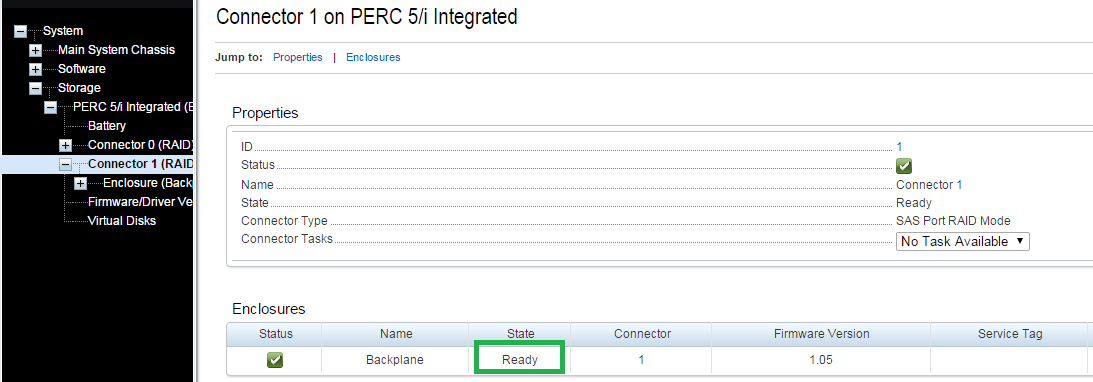 Connector 1 on PERC 5/i Integrated
System
Main System Chassis
Software
Storage
PERC 5/i Integrated (E
Battery
Connector 0 (RAID)
Connector 1 (RAID
Enclosure (Back
Firmware/Driver Ve
Virtual Disks
Jump to: Properties | Enclosures
Properties
ID 1
Status
Name Connector 1
State Ready
Connector Type SAS Port RAID Mode
Connector Tasks No Task Available
Enclosures
Status Name State Connector Firmware Version Service Tag
Backplane Ready 1 1.05